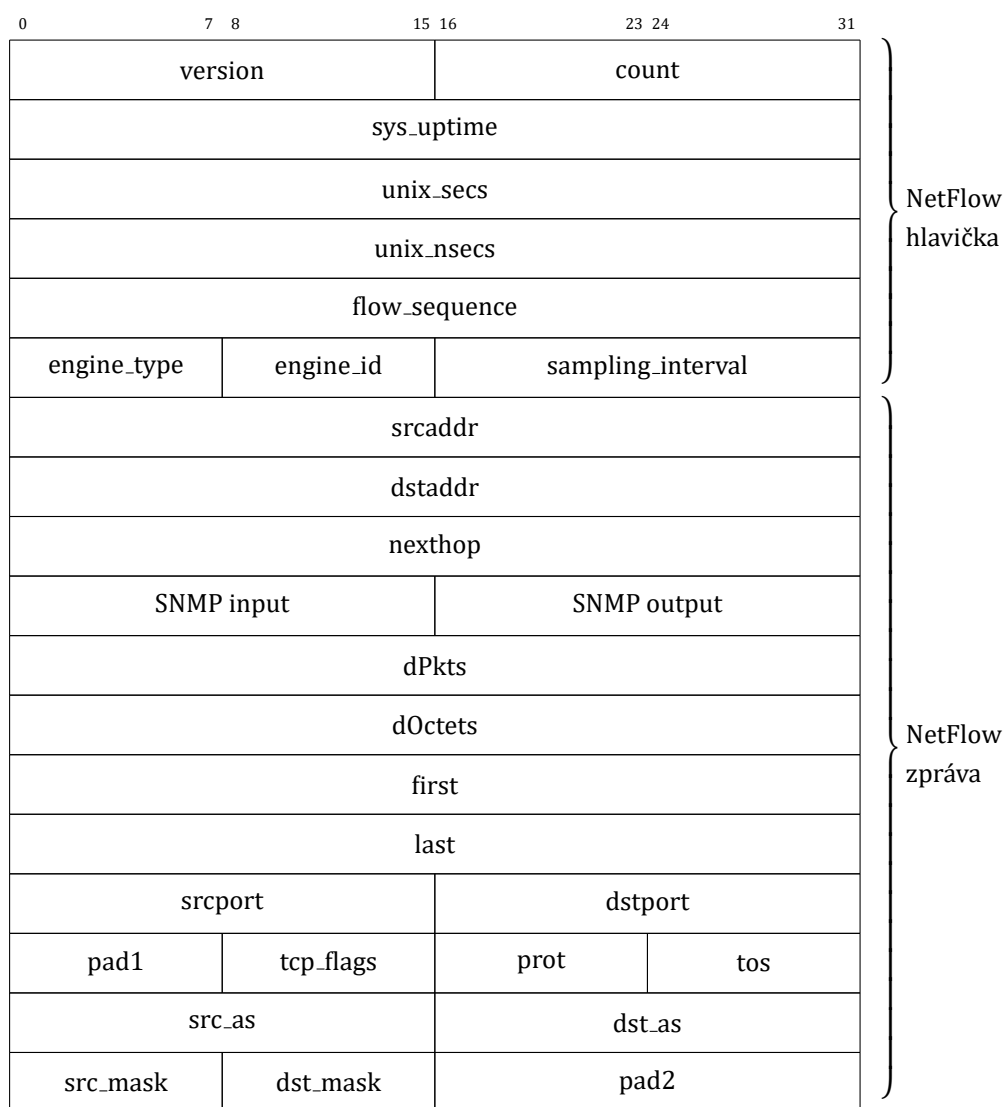 0 7 8 15 16 23 24 31
version count
sys_uptime
unix_secs
unix_nsecs
flow_sequence
engine_type engine_id sampling_interval
NetFlow
hlavička
srcaddr
dstaddr
nexthop
SNMP input SNMP output
dPkts
dOctets
first
last
srcport dstport
pad1 tcp_flags prot tos
src_as dst_as
src_mask dst_mask pad2
NetFlow
zpráva